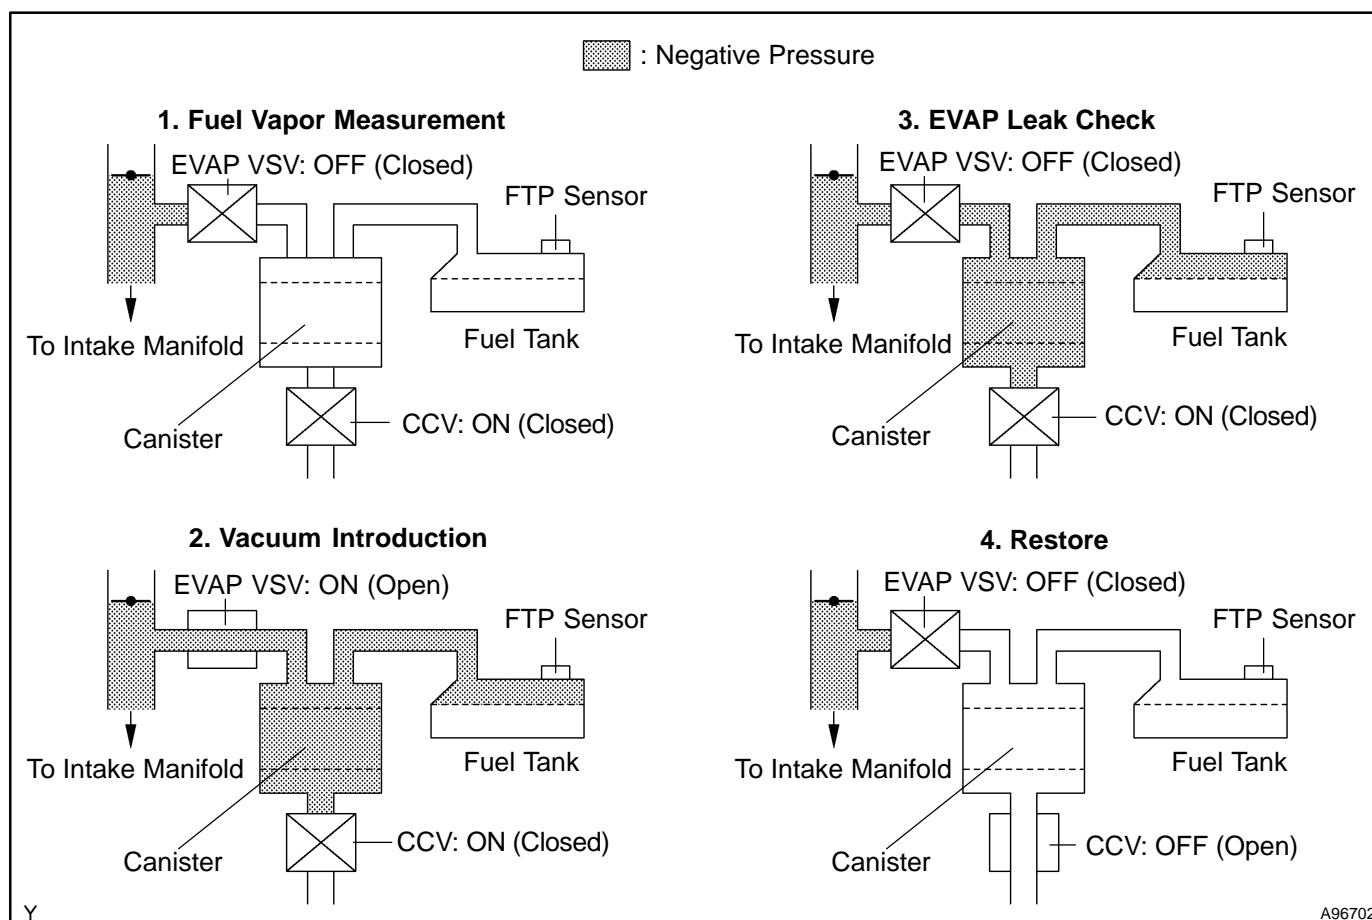 : Negative Pressure
1. Fuel Vapor Measurement
EVAP VSV: OFF (Closed)
FTP Sensor
To Intake Manifold
Fuel Tank
Canister
CCV: ON (Closed)
3. EVAP Leak Check
EVAP VSV: OFF (Closed)
FTP Sensor
To Intake Manifold
Fuel Tank
Canister
CCV: ON (Closed)
2. Vacuum Introduction
EVAP VSV: ON (Open)
FTP Sensor
To Intake Manifold
Fuel Tank
Canister
CCV: ON (Closed)
4. Restore
EVAP VSV: OFF (Closed)
FTP Sensor
To Intake Manifold
Fuel Tank
Canister
CCV: OFF (Open)
Y
A96702